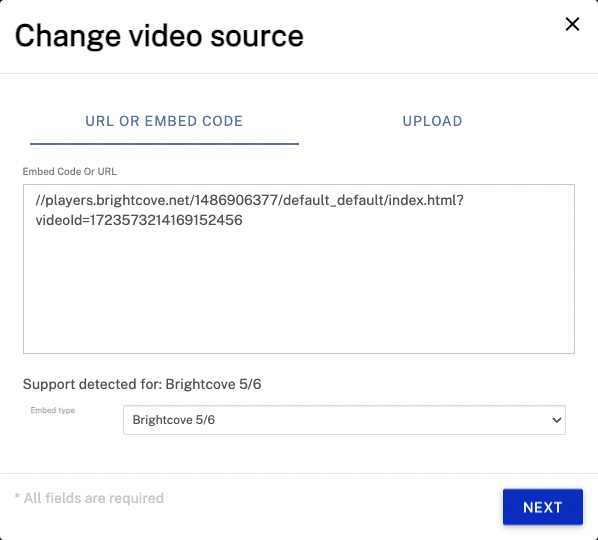 Change video source
URL OR EMBED CODE
UPLOAD
Embed Code Or URL
//players.brightcove.net/1486906377/default_default/index.html?
videoId=1723573214169152456
Support detected for: Brightcove 5/6
Embed type
Brightcove 5/6
* All fields are required
NEXT